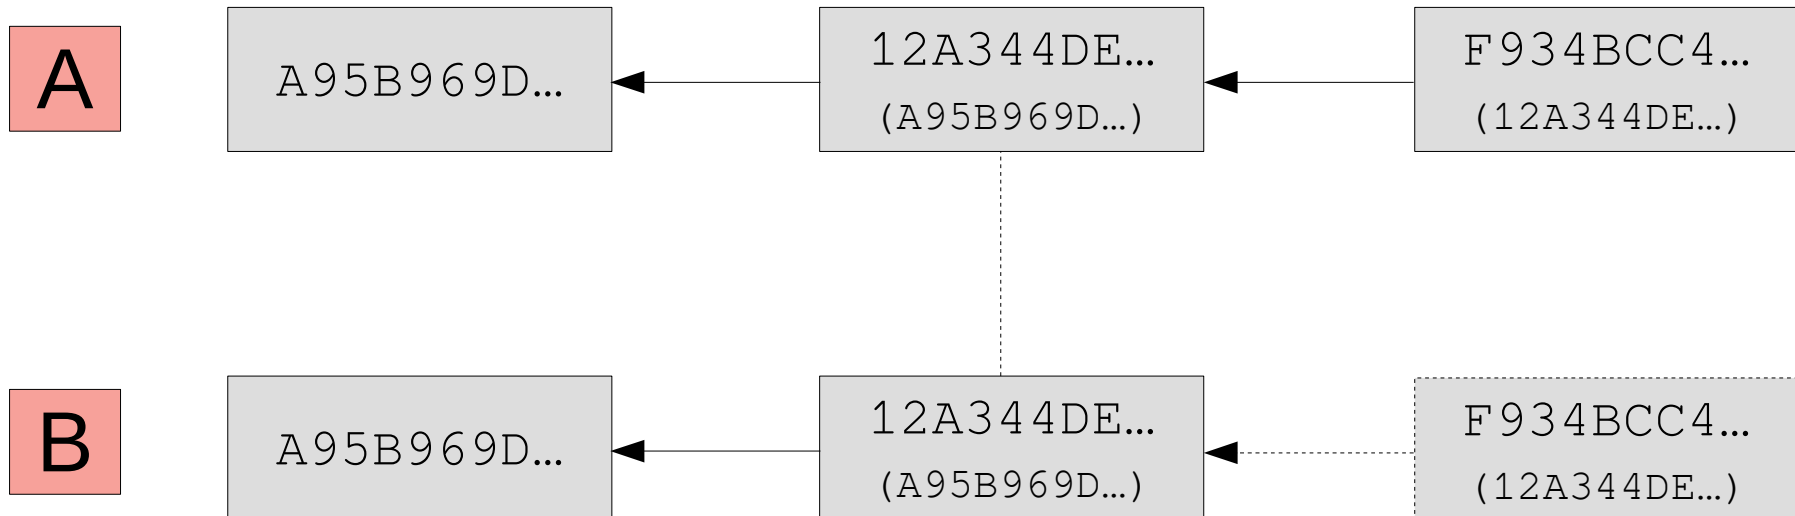 A
A95B969D…
12A344DE…
(A95B969D…)
F934BCC4…
(12A344DE…)
B
A95B969D…
12A344DE…
(A95B969D…)
F934BCC4…
(12A344DE…)